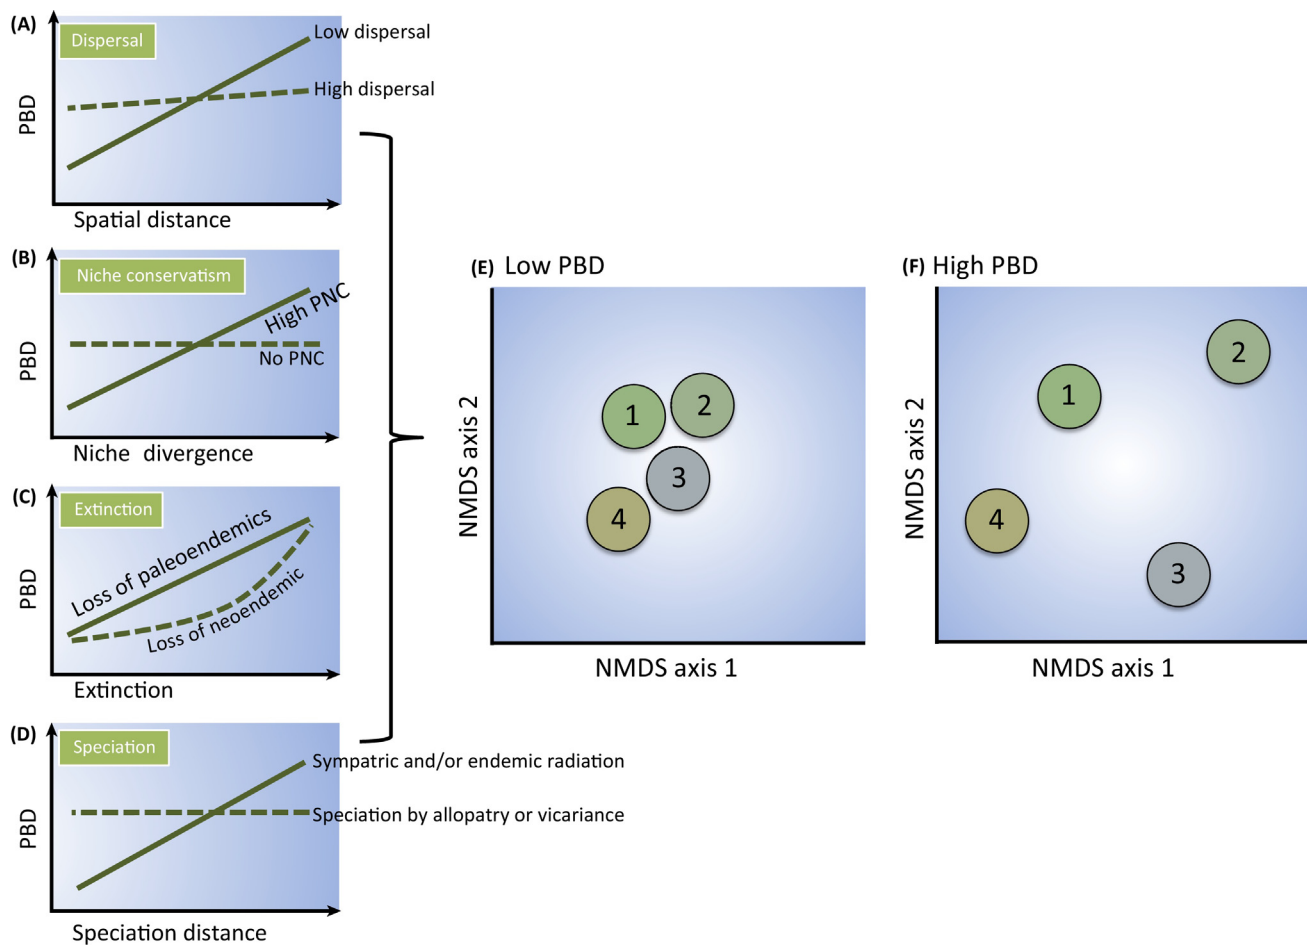 (A)
Dispersal
Low dispersal
High dispersal
PBD
Spatial distance
(B)
Niche conservatism
High PNC
No PNC
PBD
Niche divergence
(C)
Extinction
Loss of paleoendemics
Loss of neoendemic
PBD
Extinction
(D)
Speciation
Sympatric and/or endemic radiation
Speciation by allopatry or vicariance
PBD
Speciation distance
(E) Low PBD
1
2
3
4
NMDS axis 2
NMDS axis 1
(F) High PBD
2
1
4
3
NMDS axis 2
NMDS axis 1